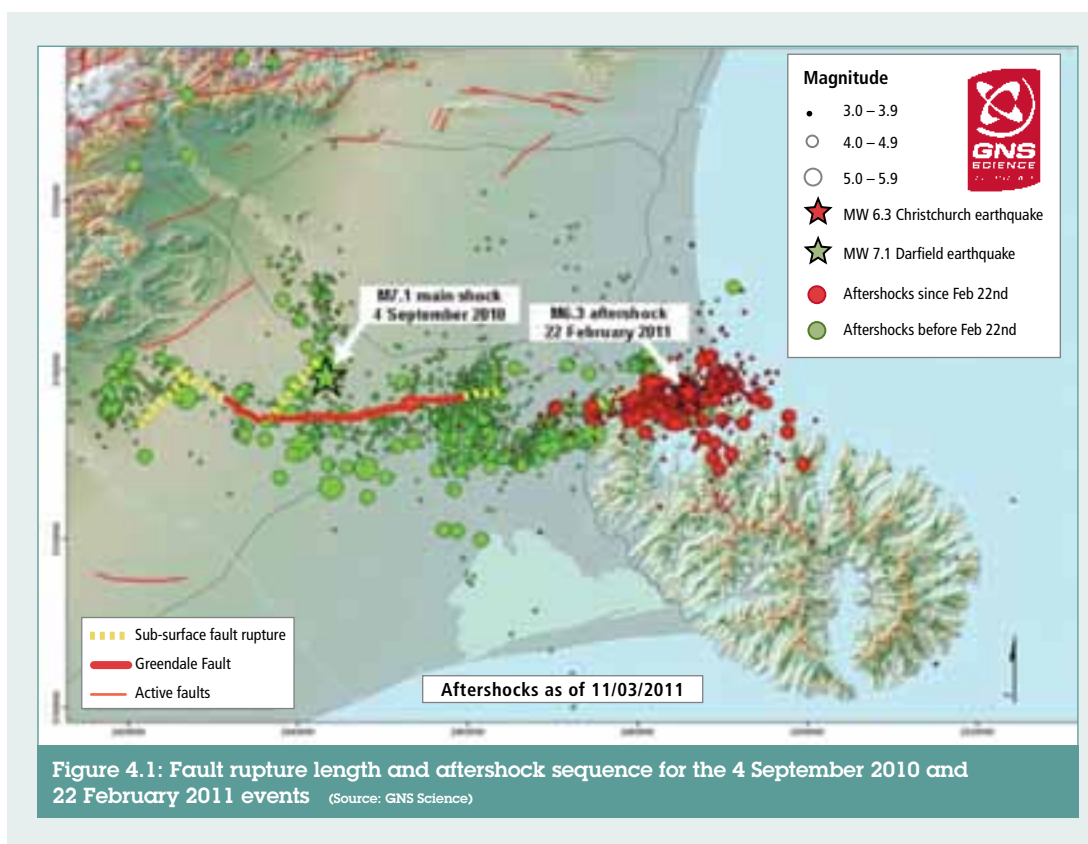 Magnitude
3.0 – 3.9
4.0 – 4.9
5.0 – 5.9
MW 6.3 Christchurch earthquake
MW 7.1 Darfield earthquake
Aftershocks since Feb 22nd
Aftershocks before Feb 22nd
GNS
SCIENCE
M7.1 main shock
4 September 2010
M6.3 aftershock
22 February 2011
Sub-surface fault rupture
Greendale Fault
Active faults
Aftershocks as of 11/03/2011
Figure 4.1: Fault rupture length and aftershock sequence for the 4 September 2010 and
22 February 2011 events (Source: GNS Science)